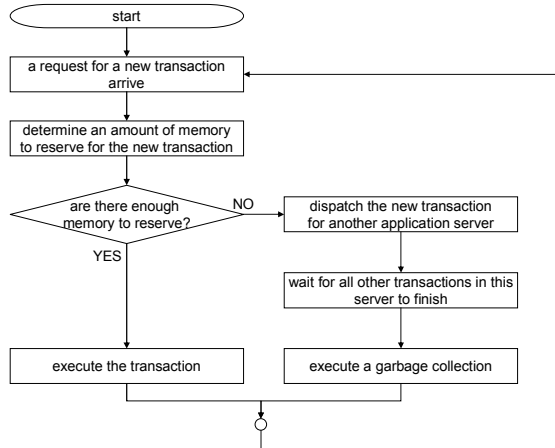 start
a request for a new transaction
arrive
determine an amount of memory
to reserve for the new transaction
are there enough
memory to reserve?
NO
YES
dispatch the new transaction
for another application server
wait for all other transactions in this
server to finish
execute the transaction
execute a garbage collection